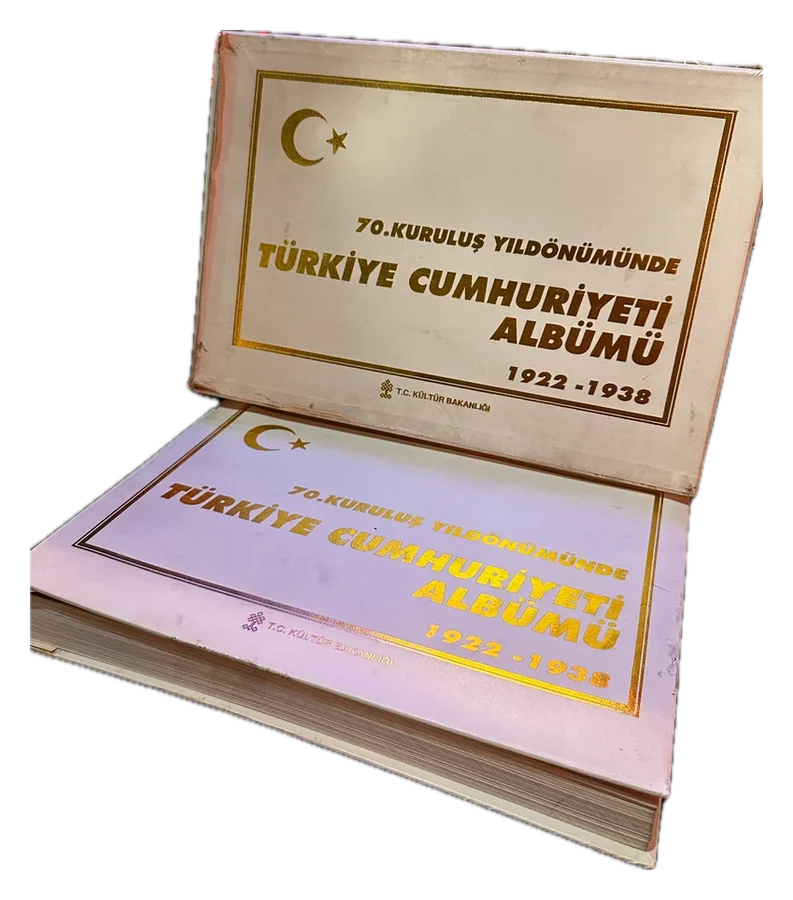 70.KURULUŞ YILDÖNÜMÜNDE
TÜRKİYE CUMHURİYETİ
ALBÜMÜ
1922 - 1938
T.C. KÜLTÜR BAKANLIĞI
70.KURULUŞ YILDÖNÜMÜNDE
TÜRKİYE CUMHURİYETİ
ALBÜMÜ
1922 - 1938
T.C. KÜLTÜR BAKANLIĞI